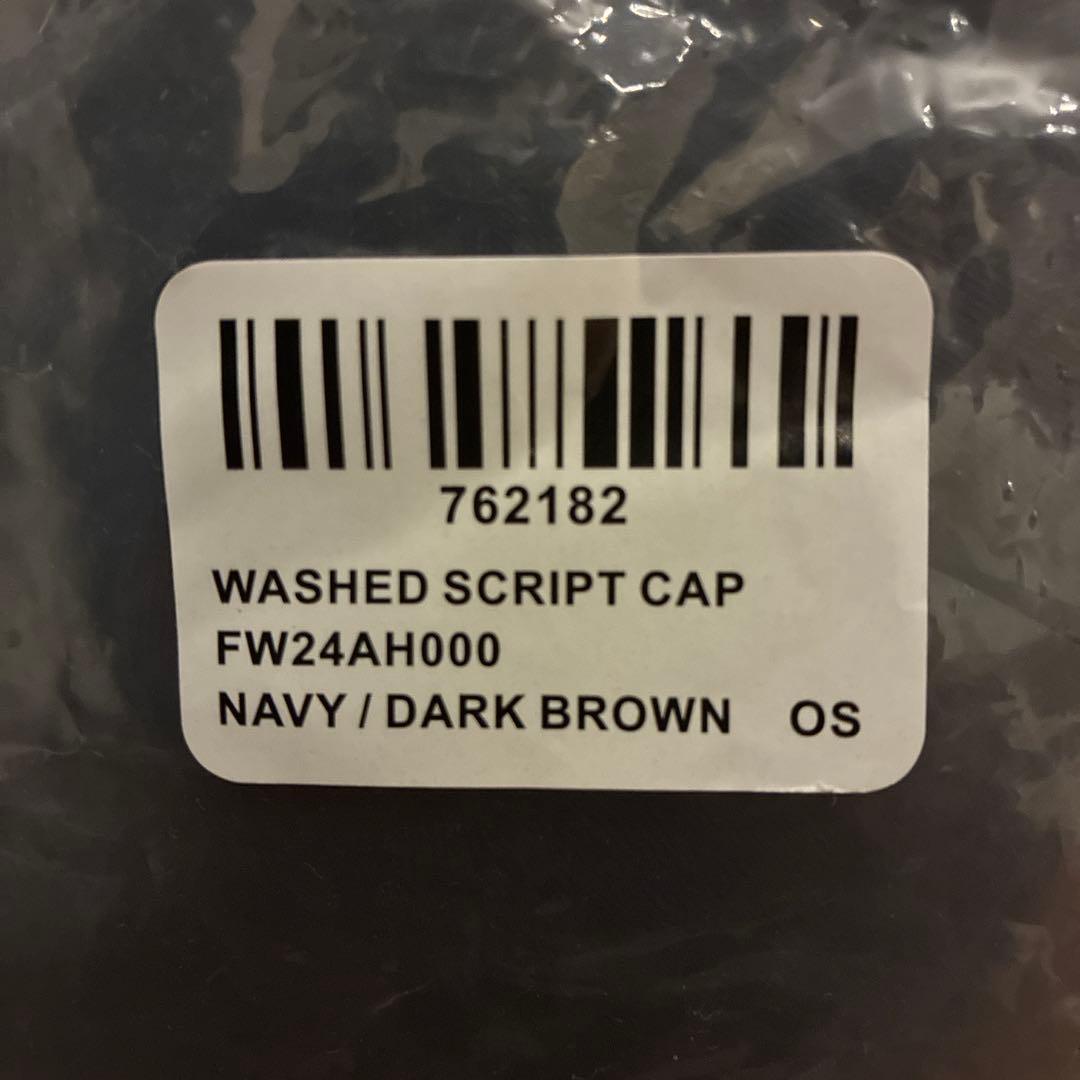 762182
WASHED SCRIPT CAP
FW24AH000
NAVY / DARK BROWN OS